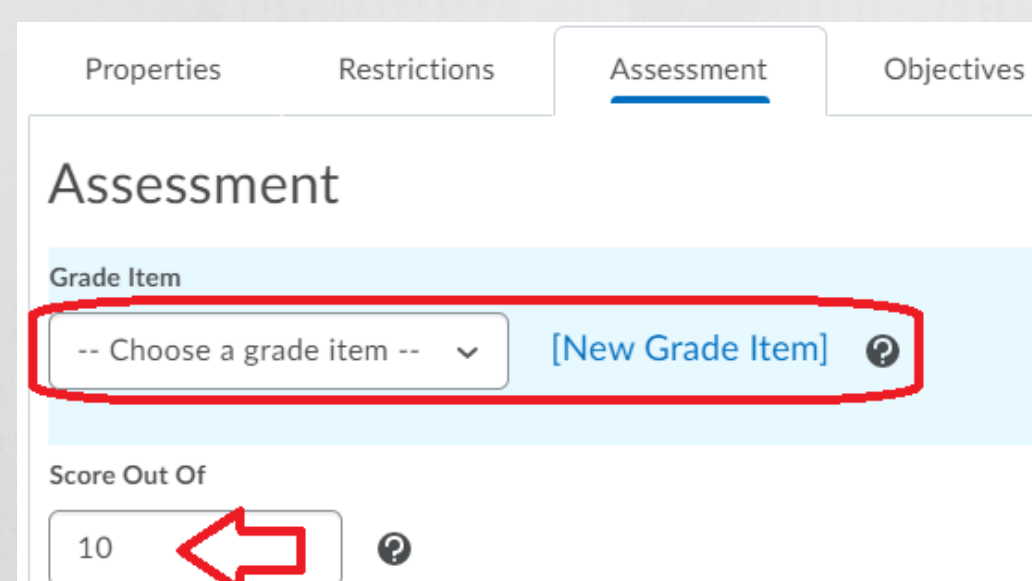 Properties Restrictions Assessment Objectives
Assessment
Grade Item
-- Choose a grade item -- [New Grade Item] ?
Score Out Of
10 ?